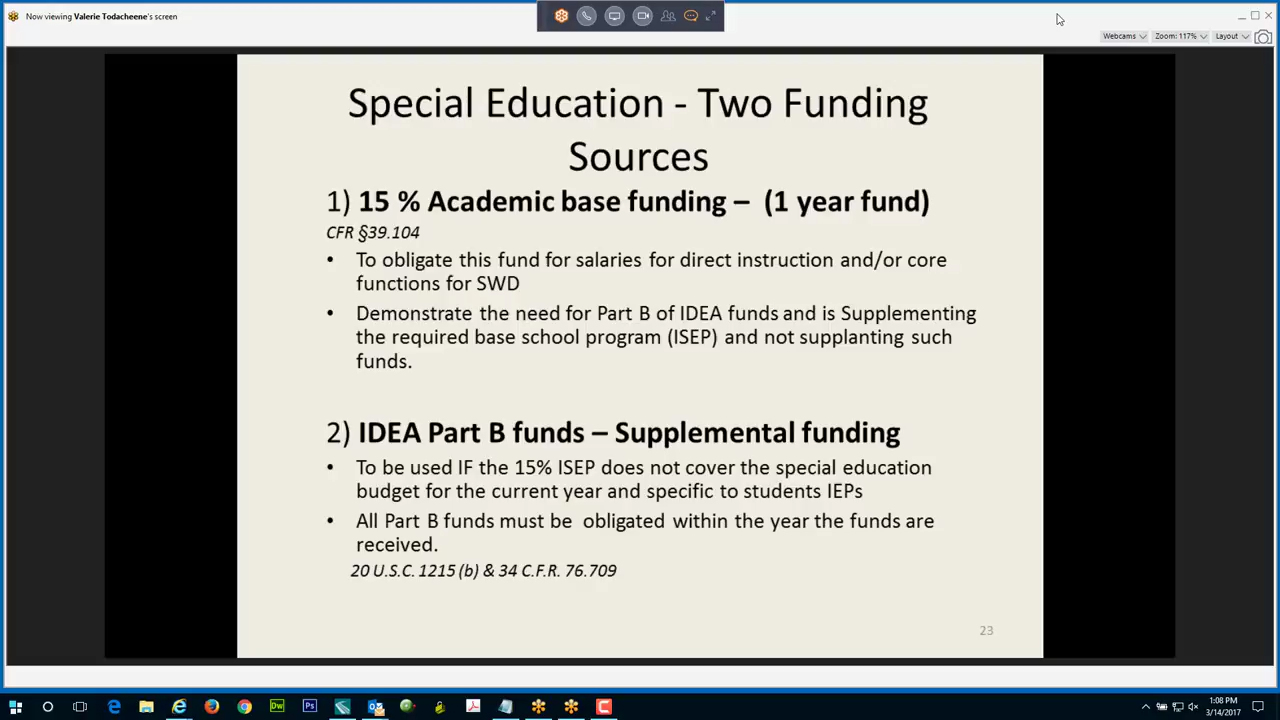 Now viewing Valerie Todacheene's screen
Webcams
Zoom: 117%
Layout
Special Education - Two Funding
Sources
1) 15 % Academic base funding – (1 year fund)
CFR §39.104
• To obligate this fund for salaries for direct instruction and/or core
functions for SWD
• Demonstrate the need for Part B of IDEA funds and is Supplementing
the required base school program (ISEP) and not supplanting such
funds.
2) IDEA Part B funds – Supplemental funding
• To be used IF the 15% ISEP does not cover the special education
budget for the current year and specific to students IEPs
• All Part B funds must be obligated within the year the funds are
received.
20 U.S.C. 1215 (b) & 34 C.F.R. 76.709
23
Dw
Ps
1:08 PM
3/14/2017